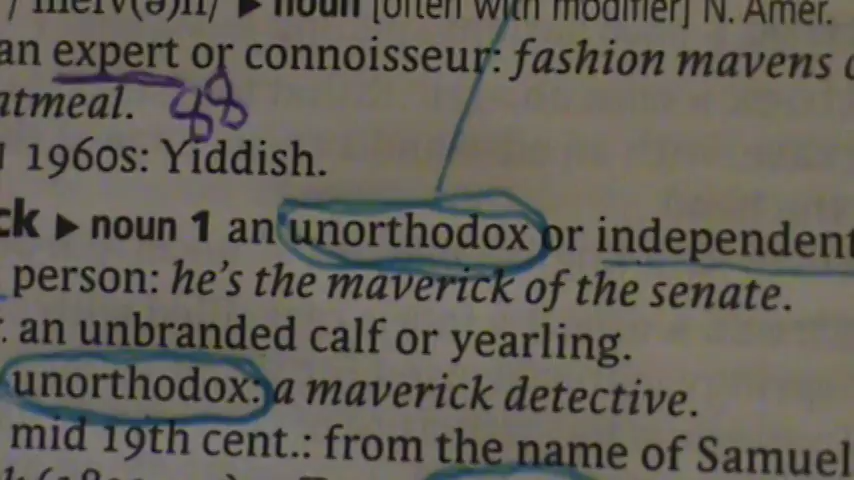 noun [often with modifier] N. Amer.
an expert or connoisseur: fashion mavens
atmeal. 88
1960s: Yiddish.
ck ▶ noun 1 an unorthodox or independent
person: he's the maverick of the senate.
an unbranded calf or yearling.
unorthodox: a maverick detective.
mid 19th cent.: from the name of Samuel